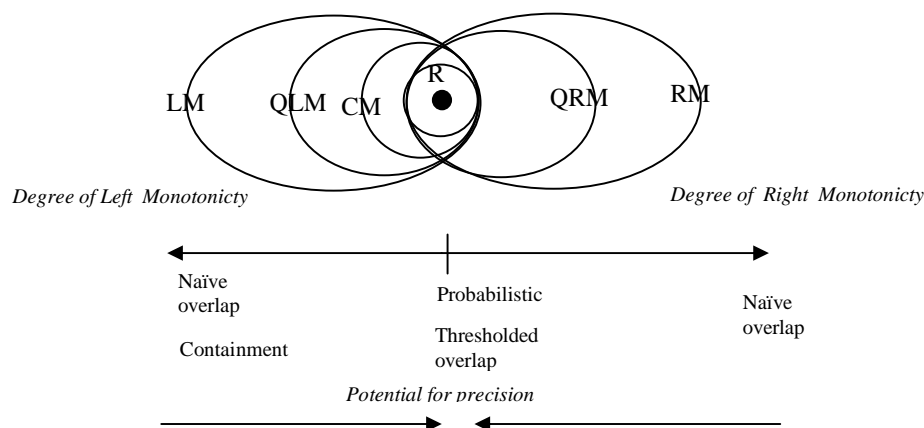 R
LM QLM CM QRM RM
Degree of Left Monotonicty
Degree of Right Monotonicty
Naïve
overlap
Containment
Probabilistic
Thresholded
overlap
Naïve
overlap
Potential for precision